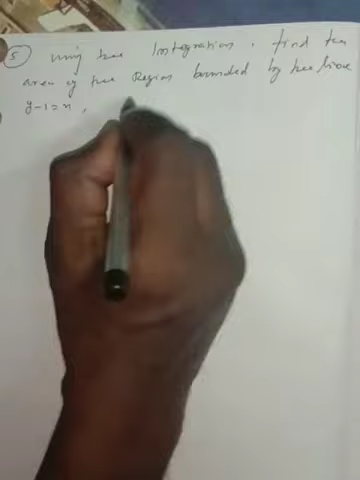 (5) Using the Integration, find the
area of the Region bounded by the line
y-1=x,